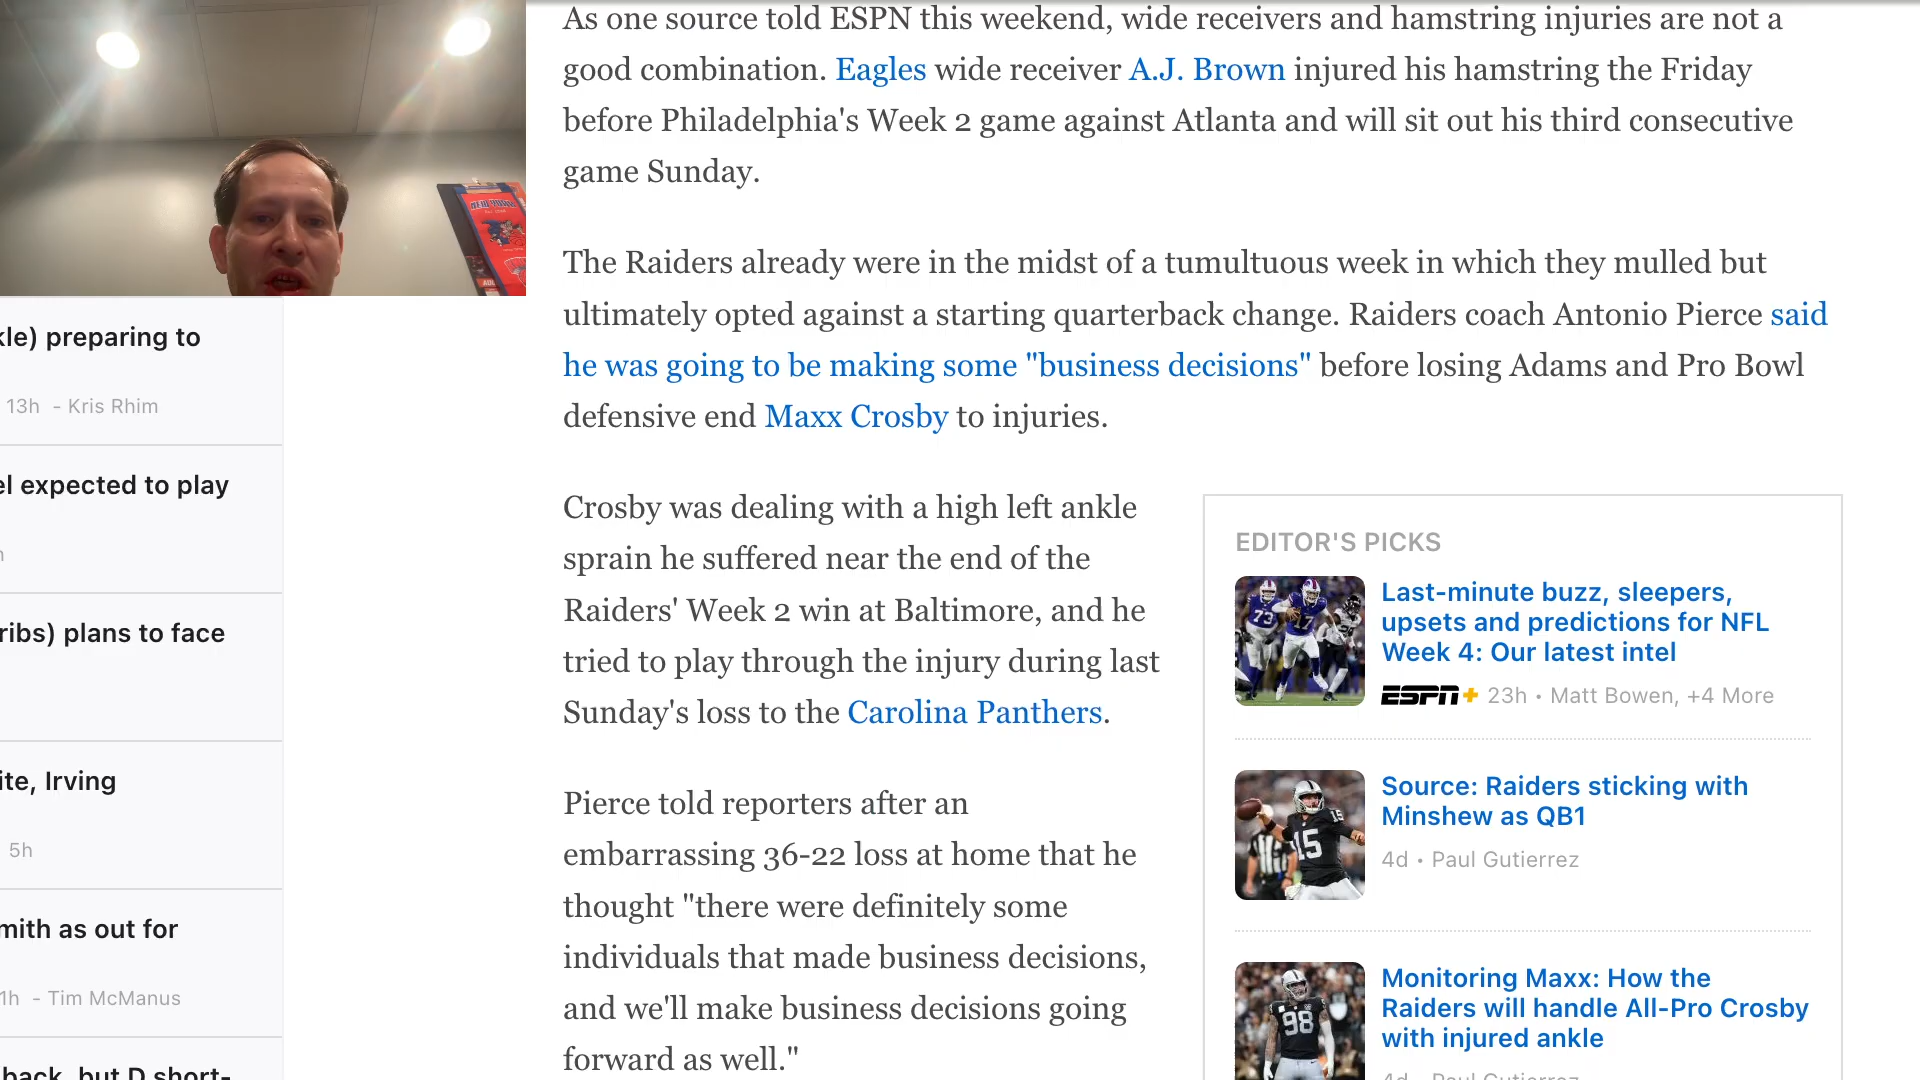 As one source told ESPN this weekend, wide receivers and hamstring injuries are not a
good combination. Eagles wide receiver A.J. Brown injured his hamstring the Friday
before Philadelphia's Week 2 game against Atlanta and will sit out his third consecutive
game Sunday.
The Raiders already were in the midst of a tumultuous week in which they mulled but
ultimately opted against a starting quarterback change. Raiders coach Antonio Pierce said
he was going to be making some "business decisions" before losing Adams and Pro Bowl
defensive end Maxx Crosby to injuries.
Crosby was dealing with a high left ankle
sprain he suffered near the end of the
Raiders' Week 2 win at Baltimore, and he
tried to play through the injury during last
Sunday's loss to the Carolina Panthers.
Pierce told reporters after an
embarrassing 36-22 loss at home that he
thought "there were definitely some
individuals that made business decisions,
and we'll make business decisions going
forward as well."
EDITOR'S PICKS
Last-minute buzz, sleepers,
upsets and predictions for NFL
Week 4: Our latest intel
ESPN+ 23h • Matt Bowen, +4 More
Source: Raiders sticking with
Minshew as QB1
4d • Paul Gutierrez
Monitoring Maxx: How the
Raiders will handle All-Pro Crosby
with injured ankle
4d • Paul Gutierrez
kle) preparing to
13h - Kris Rhim
el expected to play
h
ribs) plans to face
ite, Irving
5h
mith as out for
1h - Tim McManus
back, but D short-
73
17
15
15
98